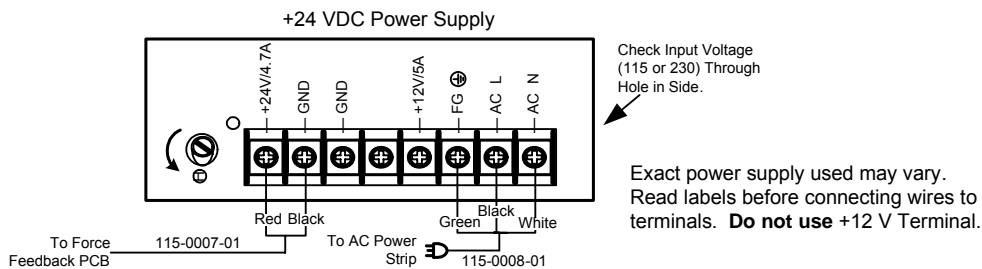 +24 VDC Power Supply
+24V/4.7A
GND
GND
+12V/5A
FG
AC L
AC N
Check Input Voltage
(115 or 230) Through
Hole in Side.
Exact power supply used may vary.
Read labels before connecting wires to
terminals. Do not use +12 V Terminal.
Red Black
Green
Black
White
To Force
Feedback PCB
115-0007-01
To AC Power
Strip
115-0008-01